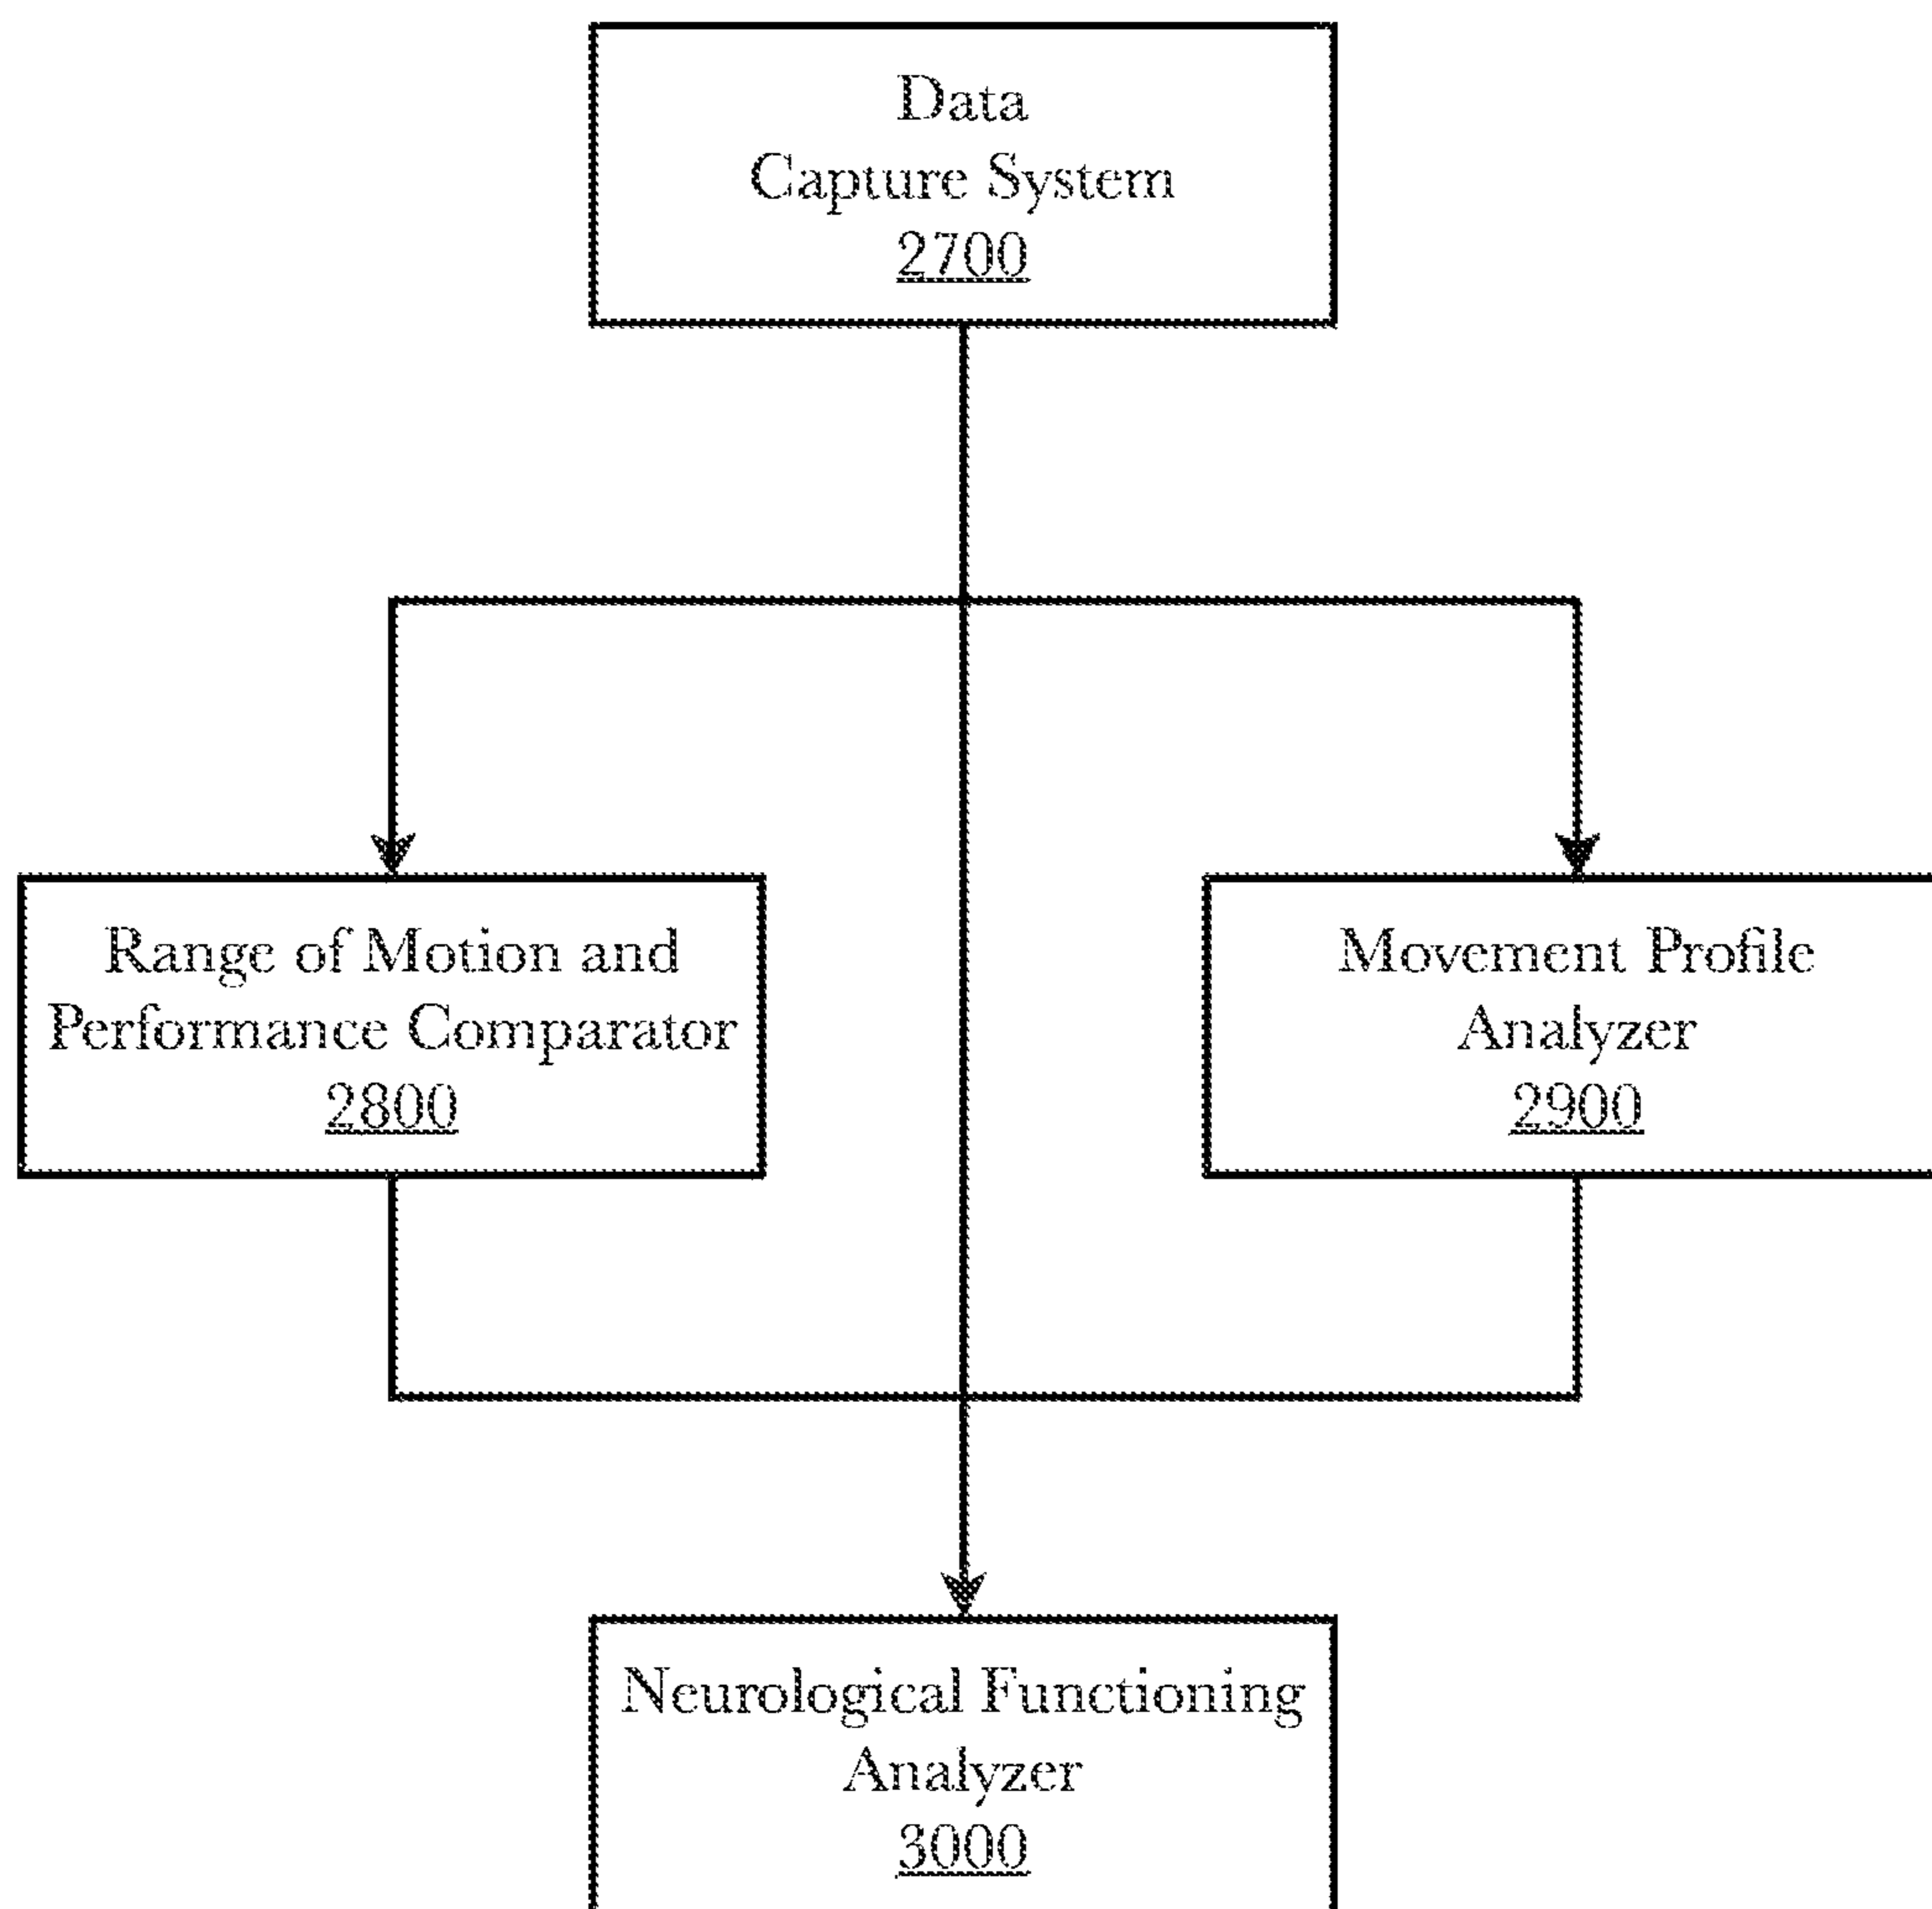 Data
Capture System
2700
Range of Motion and
Performance Comparator
2800
Movement Profile
Analyzer
2900
Neurological Functioning
Analyzer
3000